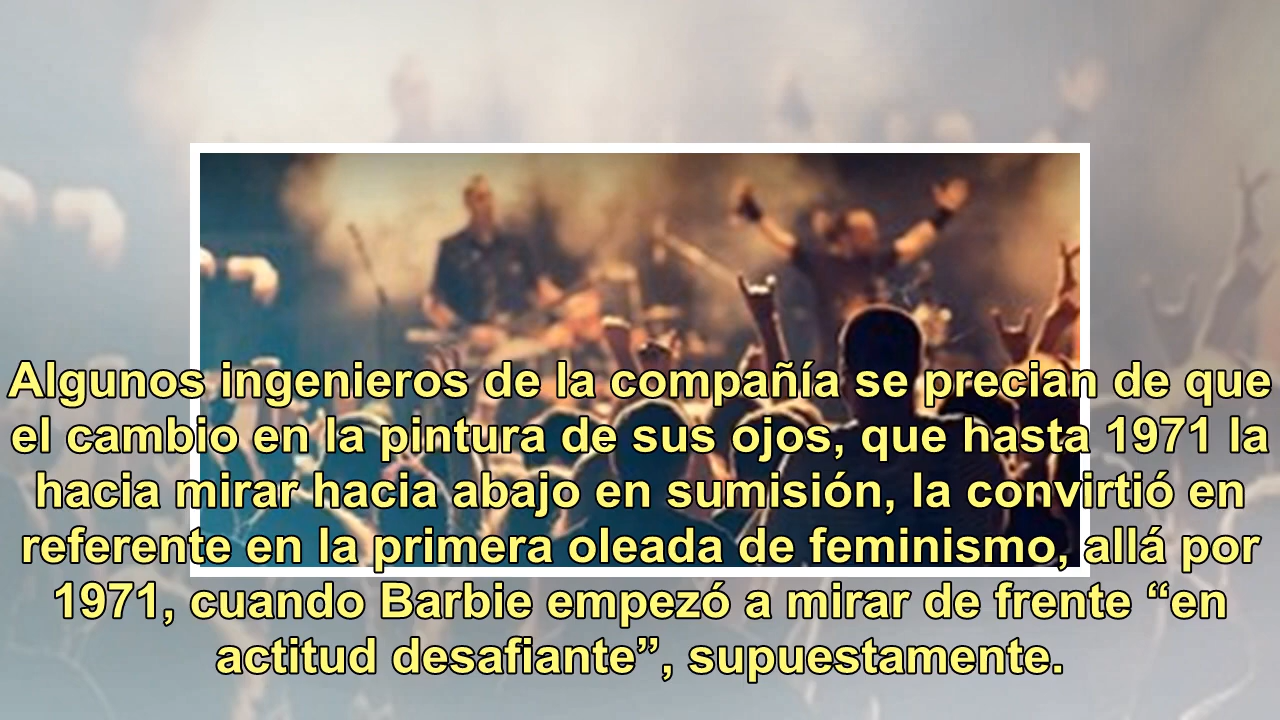 Algunos ingenieros de la compañía se precian de que
el cambio en la pintura de sus ojos, que hasta 1971 la
hacia mirar hacia abajo en sumisión, la convirtió en
referente en la primera oleada de feminismo, allá por
1971, cuando Barbie empezó a mirar de frente “en
actitud desafiante”, supuestamente.